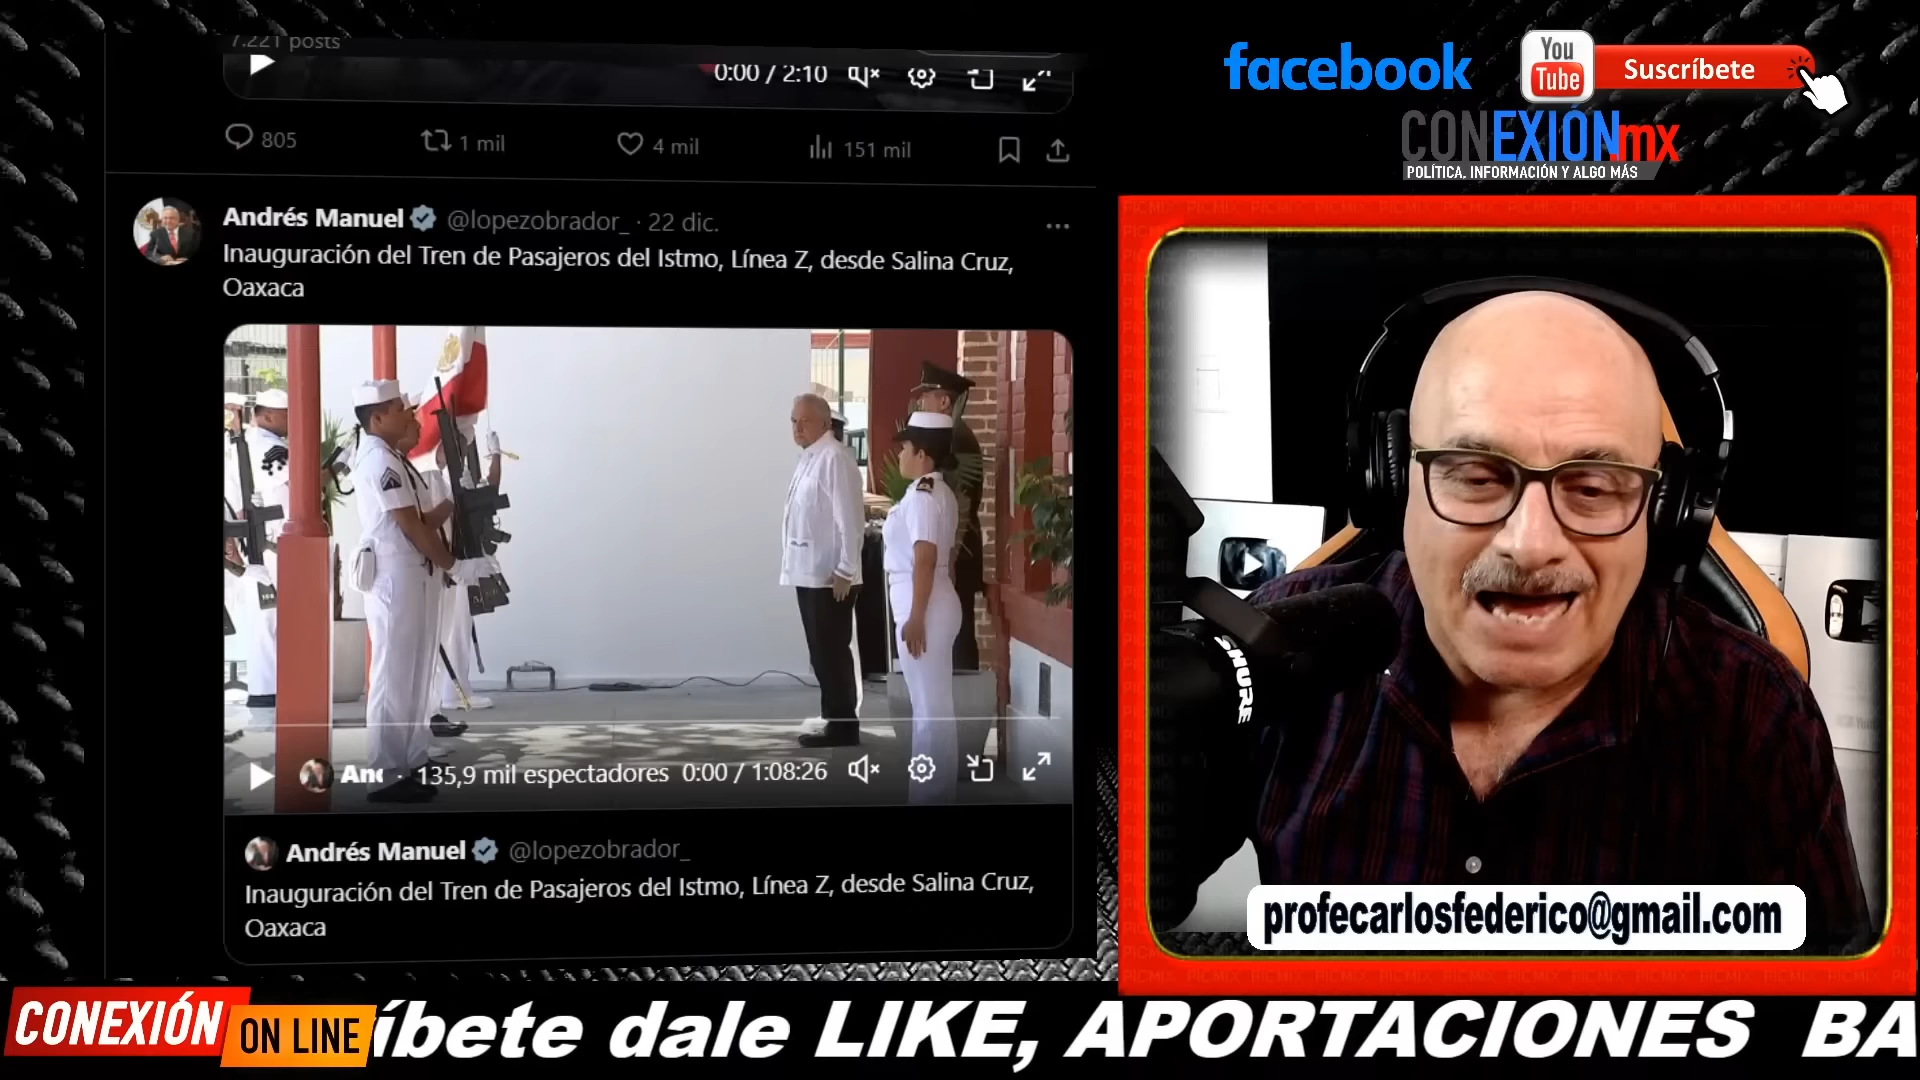 7.221 posts
0:00 / 2:10
805
1 mil
4 mil
151 mil
Andrés Manuel @lopezobrador_ · 22 dic.
Inauguración del Tren de Pasajeros del Istmo, Línea Z, desde Salina Cruz,
Oaxaca
And · 135,9 mil espectadores 0:00 / 1:08:26
Andrés Manuel @lopezobrador_
Inauguración del Tren de Pasajeros del Istmo, Línea Z, desde Salina Cruz,
Oaxaca
facebook
You
Tube
Suscríbete
CONEXIÓNmx
POLÍTICA, INFORMACIÓN Y ALGO MÁS
SHURE
profecarlosfederico@gmail.com
CONEXIÓN
ON LINE
íbete dale LIKE, APORTACIONES BA